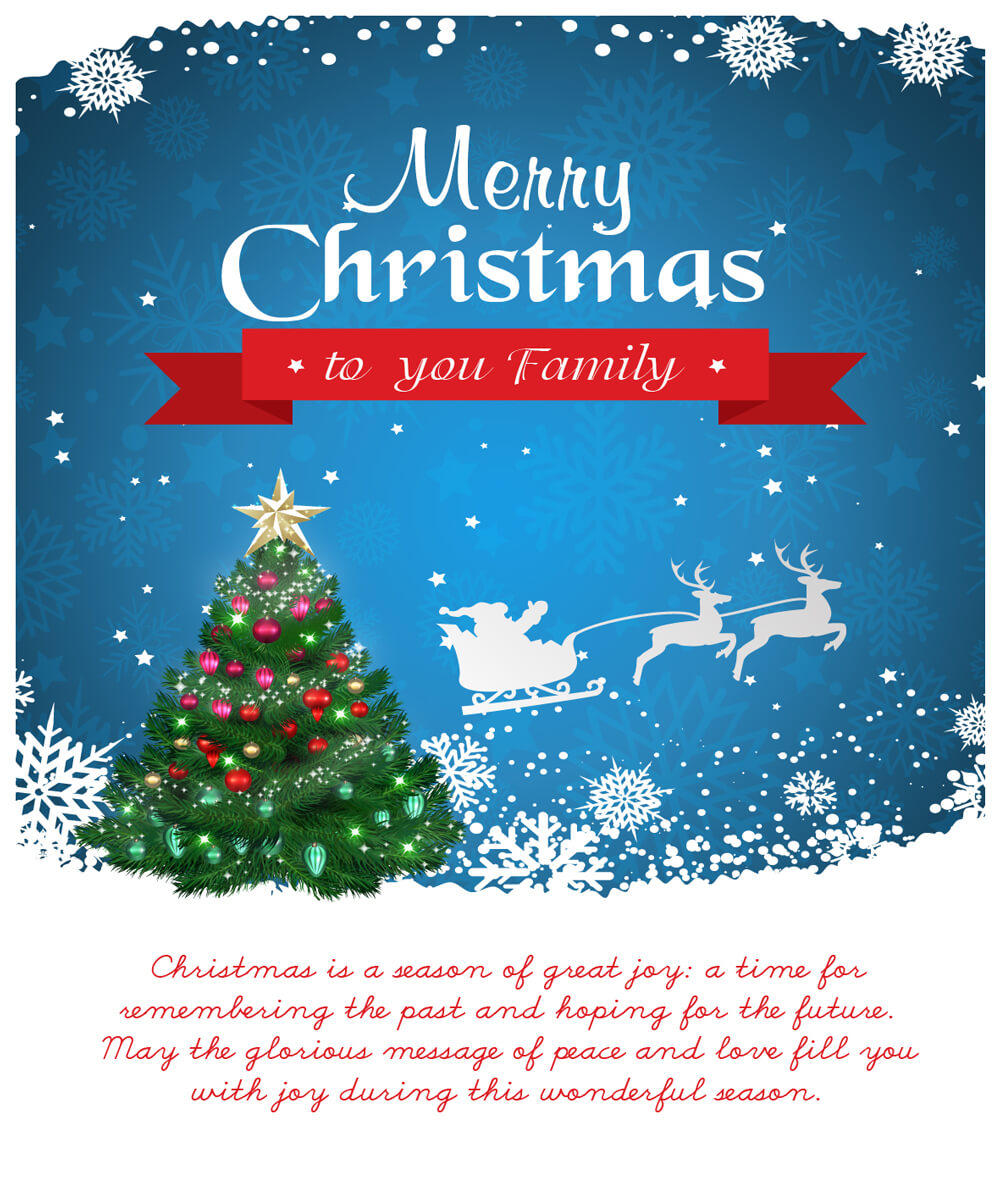 Merry
Christmas
to you Family
Christmas is a season of great joy: a time for
remembering the past and hoping for the future.
May the glorious message of peace and love fill you
with joy during this wonderful season.